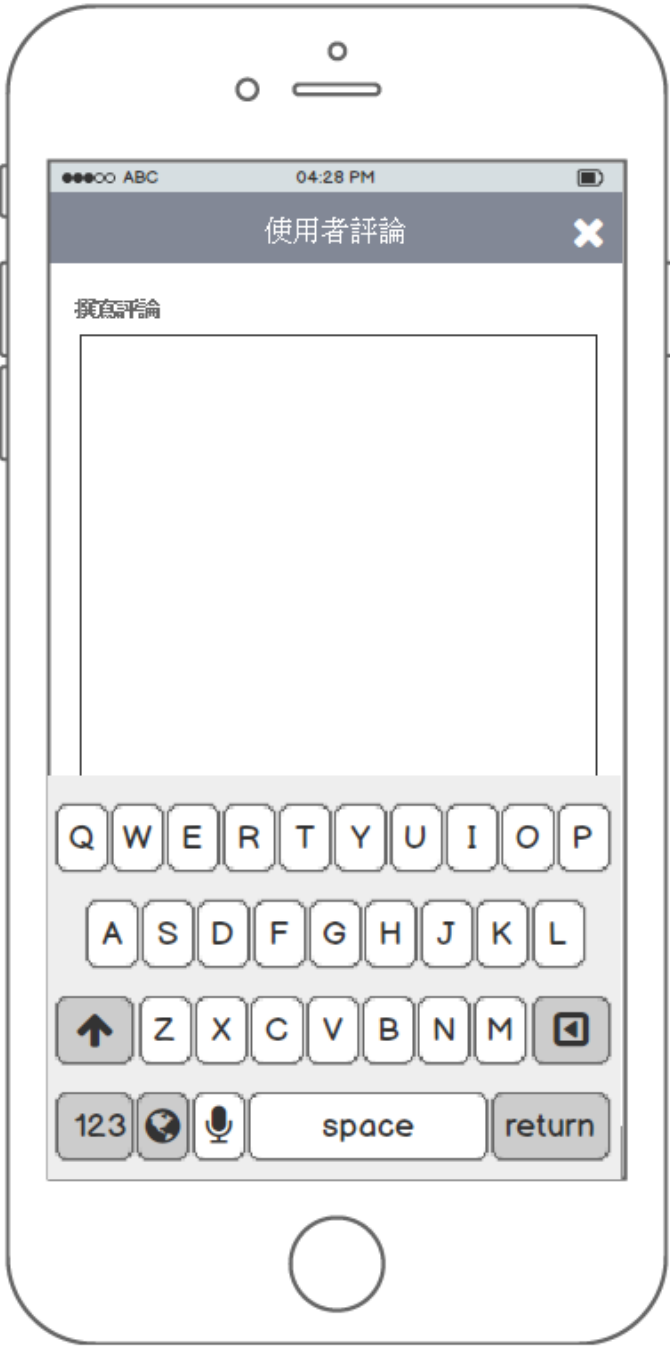 ABC 04:28 PM
使用者評論
撰寫評論
Q W E R T Y U I O P
A S D F G H J K L
Z X C V B N M
123 space return